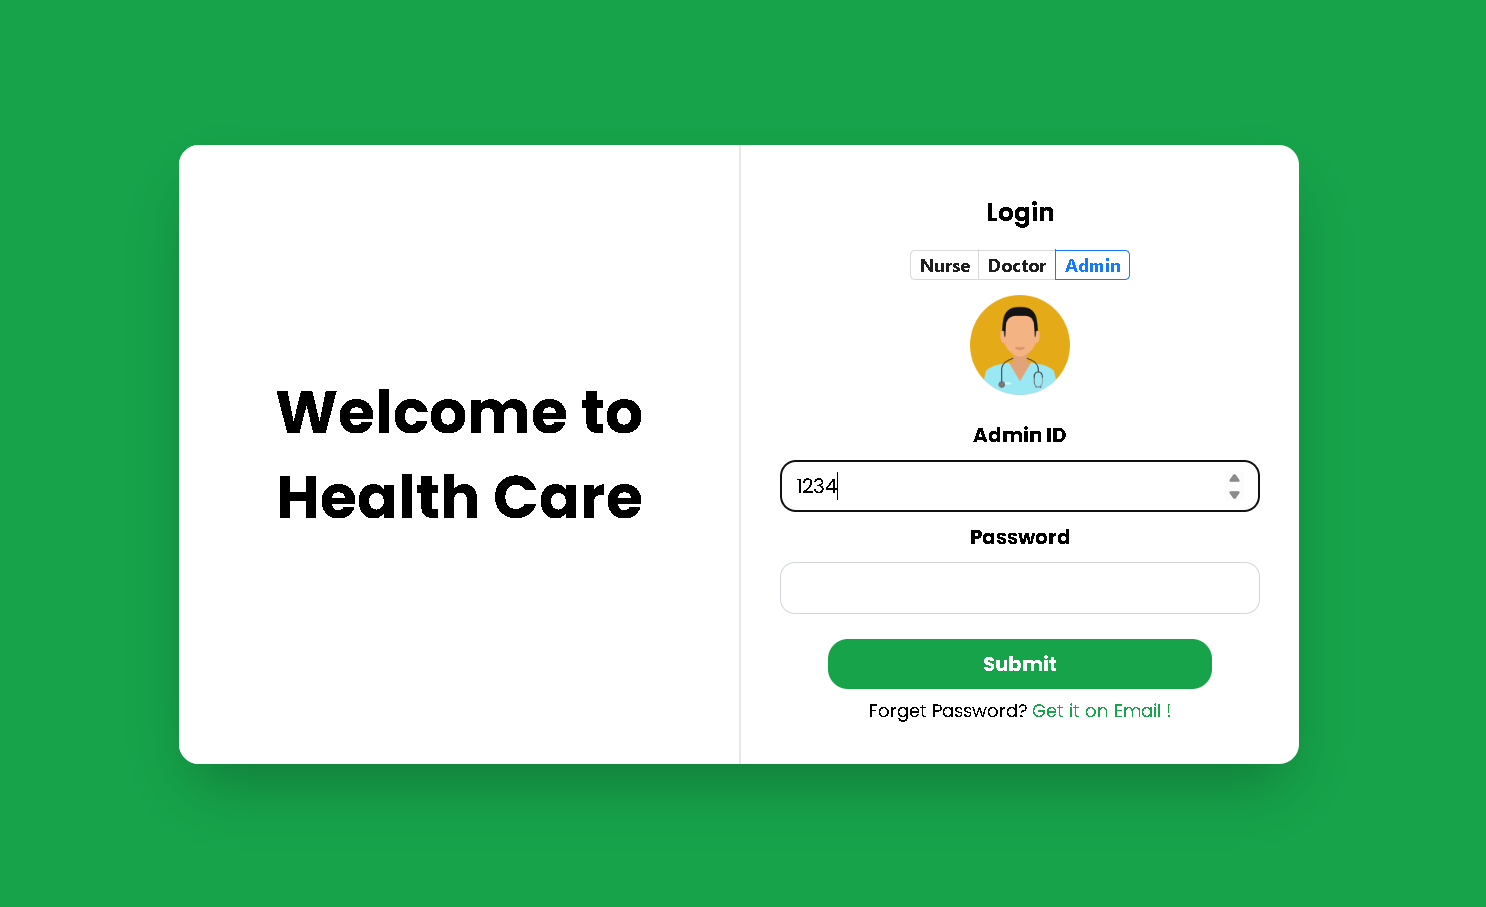 Welcome to
Health Care
Login
Nurse Doctor Admin
Admin ID
1234
Password
Submit
Forget Password? Get it on Email !